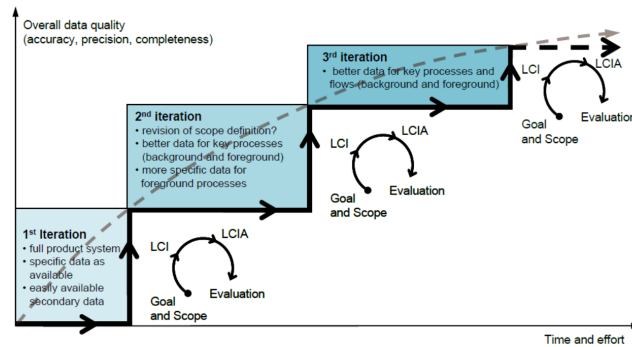 Overall data quality
(accuracy, precision, completeness)
3rd iteration
• better data for key processes and
flows (background and foreground)
LCI
LCIA
Goal
and Scope
Evaluation
2nd iteration
• revision of scope definition?
• better data for key processes
(background and foreground)
• more specific data for
foreground processes
LCI
LCIA
Goal
and Scope
Evaluation
1st Iteration
• full product system
• specific data as
available
• easily available
secondary data
LCI
LCIA
Goal
and Scope
Evaluation
Time and effort